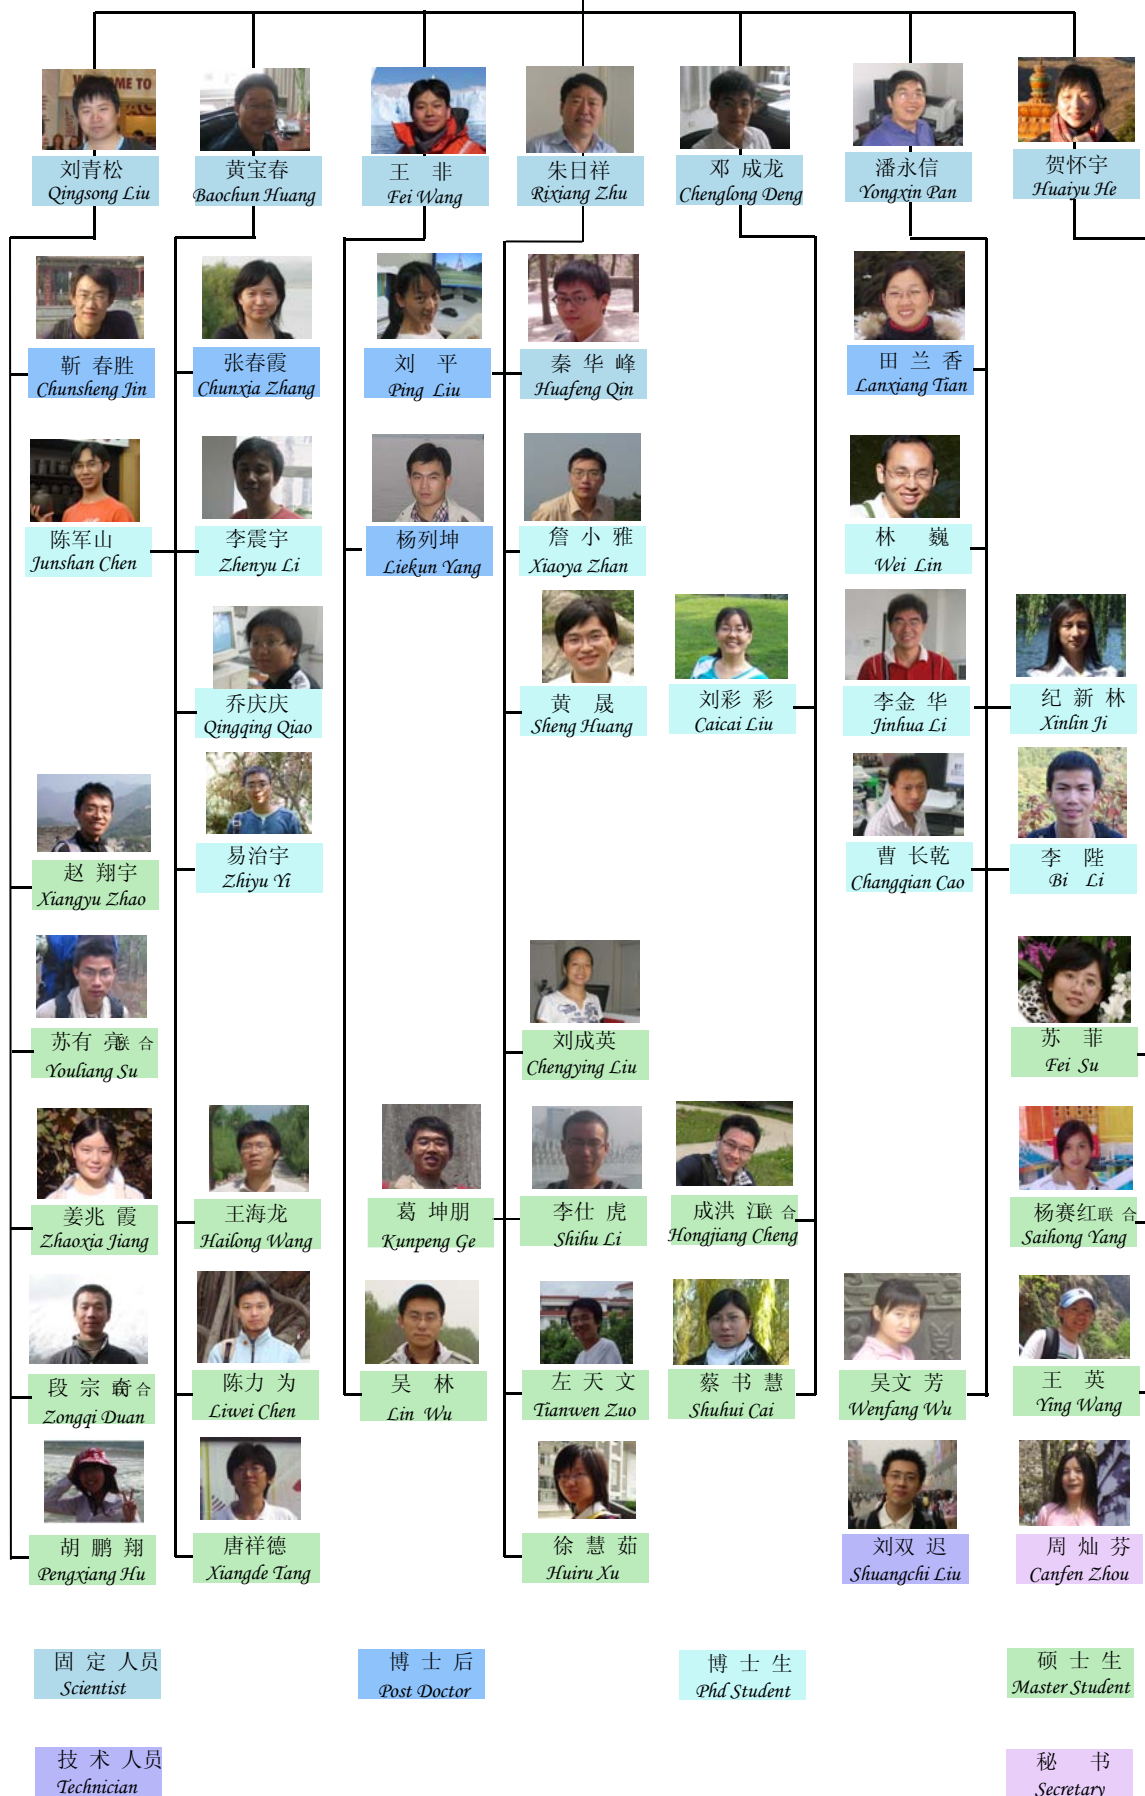 刘青松
Qingsong Liu
黄宝春
Baochun Huang
王 非
Fei Wang
朱日祥
Rixiang Zhu
邓 成龙
Chenglong Deng
潘永信
Yongxin Pan
贺怀宇
Huaiyu He
靳 春胜
Chunsheng Jin
张春霞
Chunxia Zhang
刘 平
Ping Liu
秦 华 峰
Huafeng Qin
田 兰 香
Lanxiang Tian
陈军山
Junshan Chen
李震宇
Zhenyu Li
杨列坤
Liekun Yang
詹 小 雅
Xiaoya Zhan
林 巍
Wei Lin
乔庆庆
Qingqing Qiao
黄 晟
Sheng Huang
刘彩 彩
Caicai Liu
李金 华
Jinhua Li
纪 新 林
Xinlin Ji
赵 翔宇
Xiangyu Zhao
易治宇
Zhiyu Yi
曹 长乾
Changqian Cao
李 陛
Bi Li
苏有 亮联 合
Youliang Su
刘成英
Chengying Liu
苏 菲
Fei Su
姜兆 霞
Zhaoxia Jiang
王海龙
Hailong Wang
葛 坤朋
Kunpeng Ge
李仕 虎
Shihu Li
成洪 江联 合
Hongjiang Cheng
杨赛红联 合
Saihong Yang
段 宗 奇联合
Zongqi Duan
陈力 为
Liwei Chen
吴 林
Lin Wu
左 天 文
Tianwen Zuo
蔡 书 慧
Shuhui Cai
吴文 芳
Wenfang Wu
王 英
Ying Wang
胡 鹏 翔
Pengxiang Hu
唐祥德
Xiangde Tang
徐 慧 茹
Huiru Xu
刘双 迟
Shuangchi Liu
周 灿 芬
Canfen Zhou
固 定 人员
Scientist
博 士 后
Post Doctor
博 士 生
Phd Student
硕 士 生
Master Student
技 术 人员
Technician
秘 书
Secretary